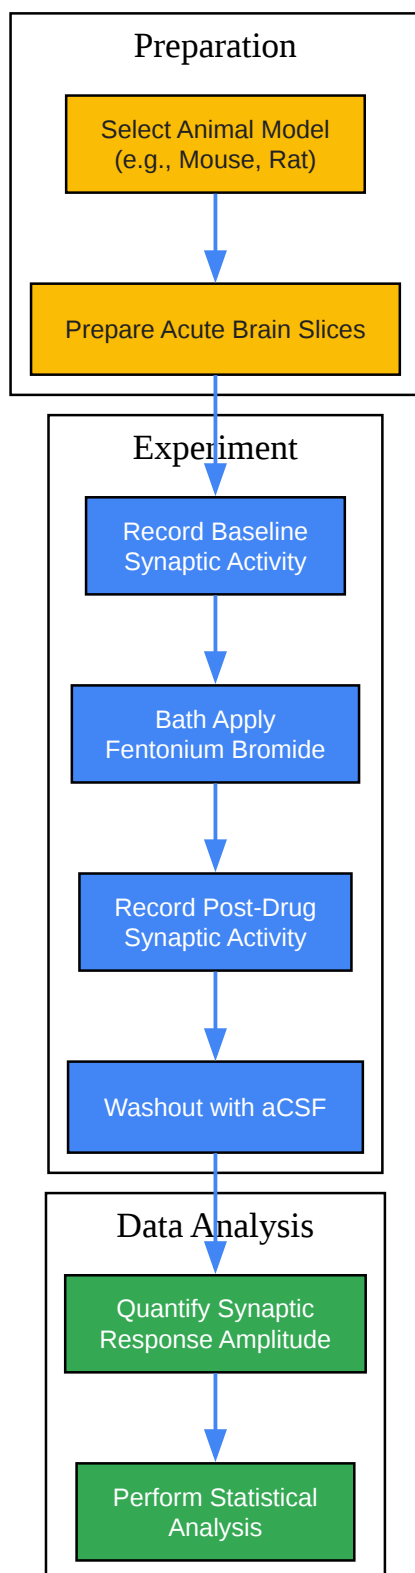 Preparation
Select Animal Model
(e.g., Mouse, Rat)
Prepare Acute Brain Slices
Experiment
Record Baseline
Synaptic Activity
Bath Apply
Fentonium Bromide
Record Post-Drug
Synaptic Activity
Washout with aCSF
Data Analysis
Quantify Synaptic
Response Amplitude
Perform Statistical
Analysis